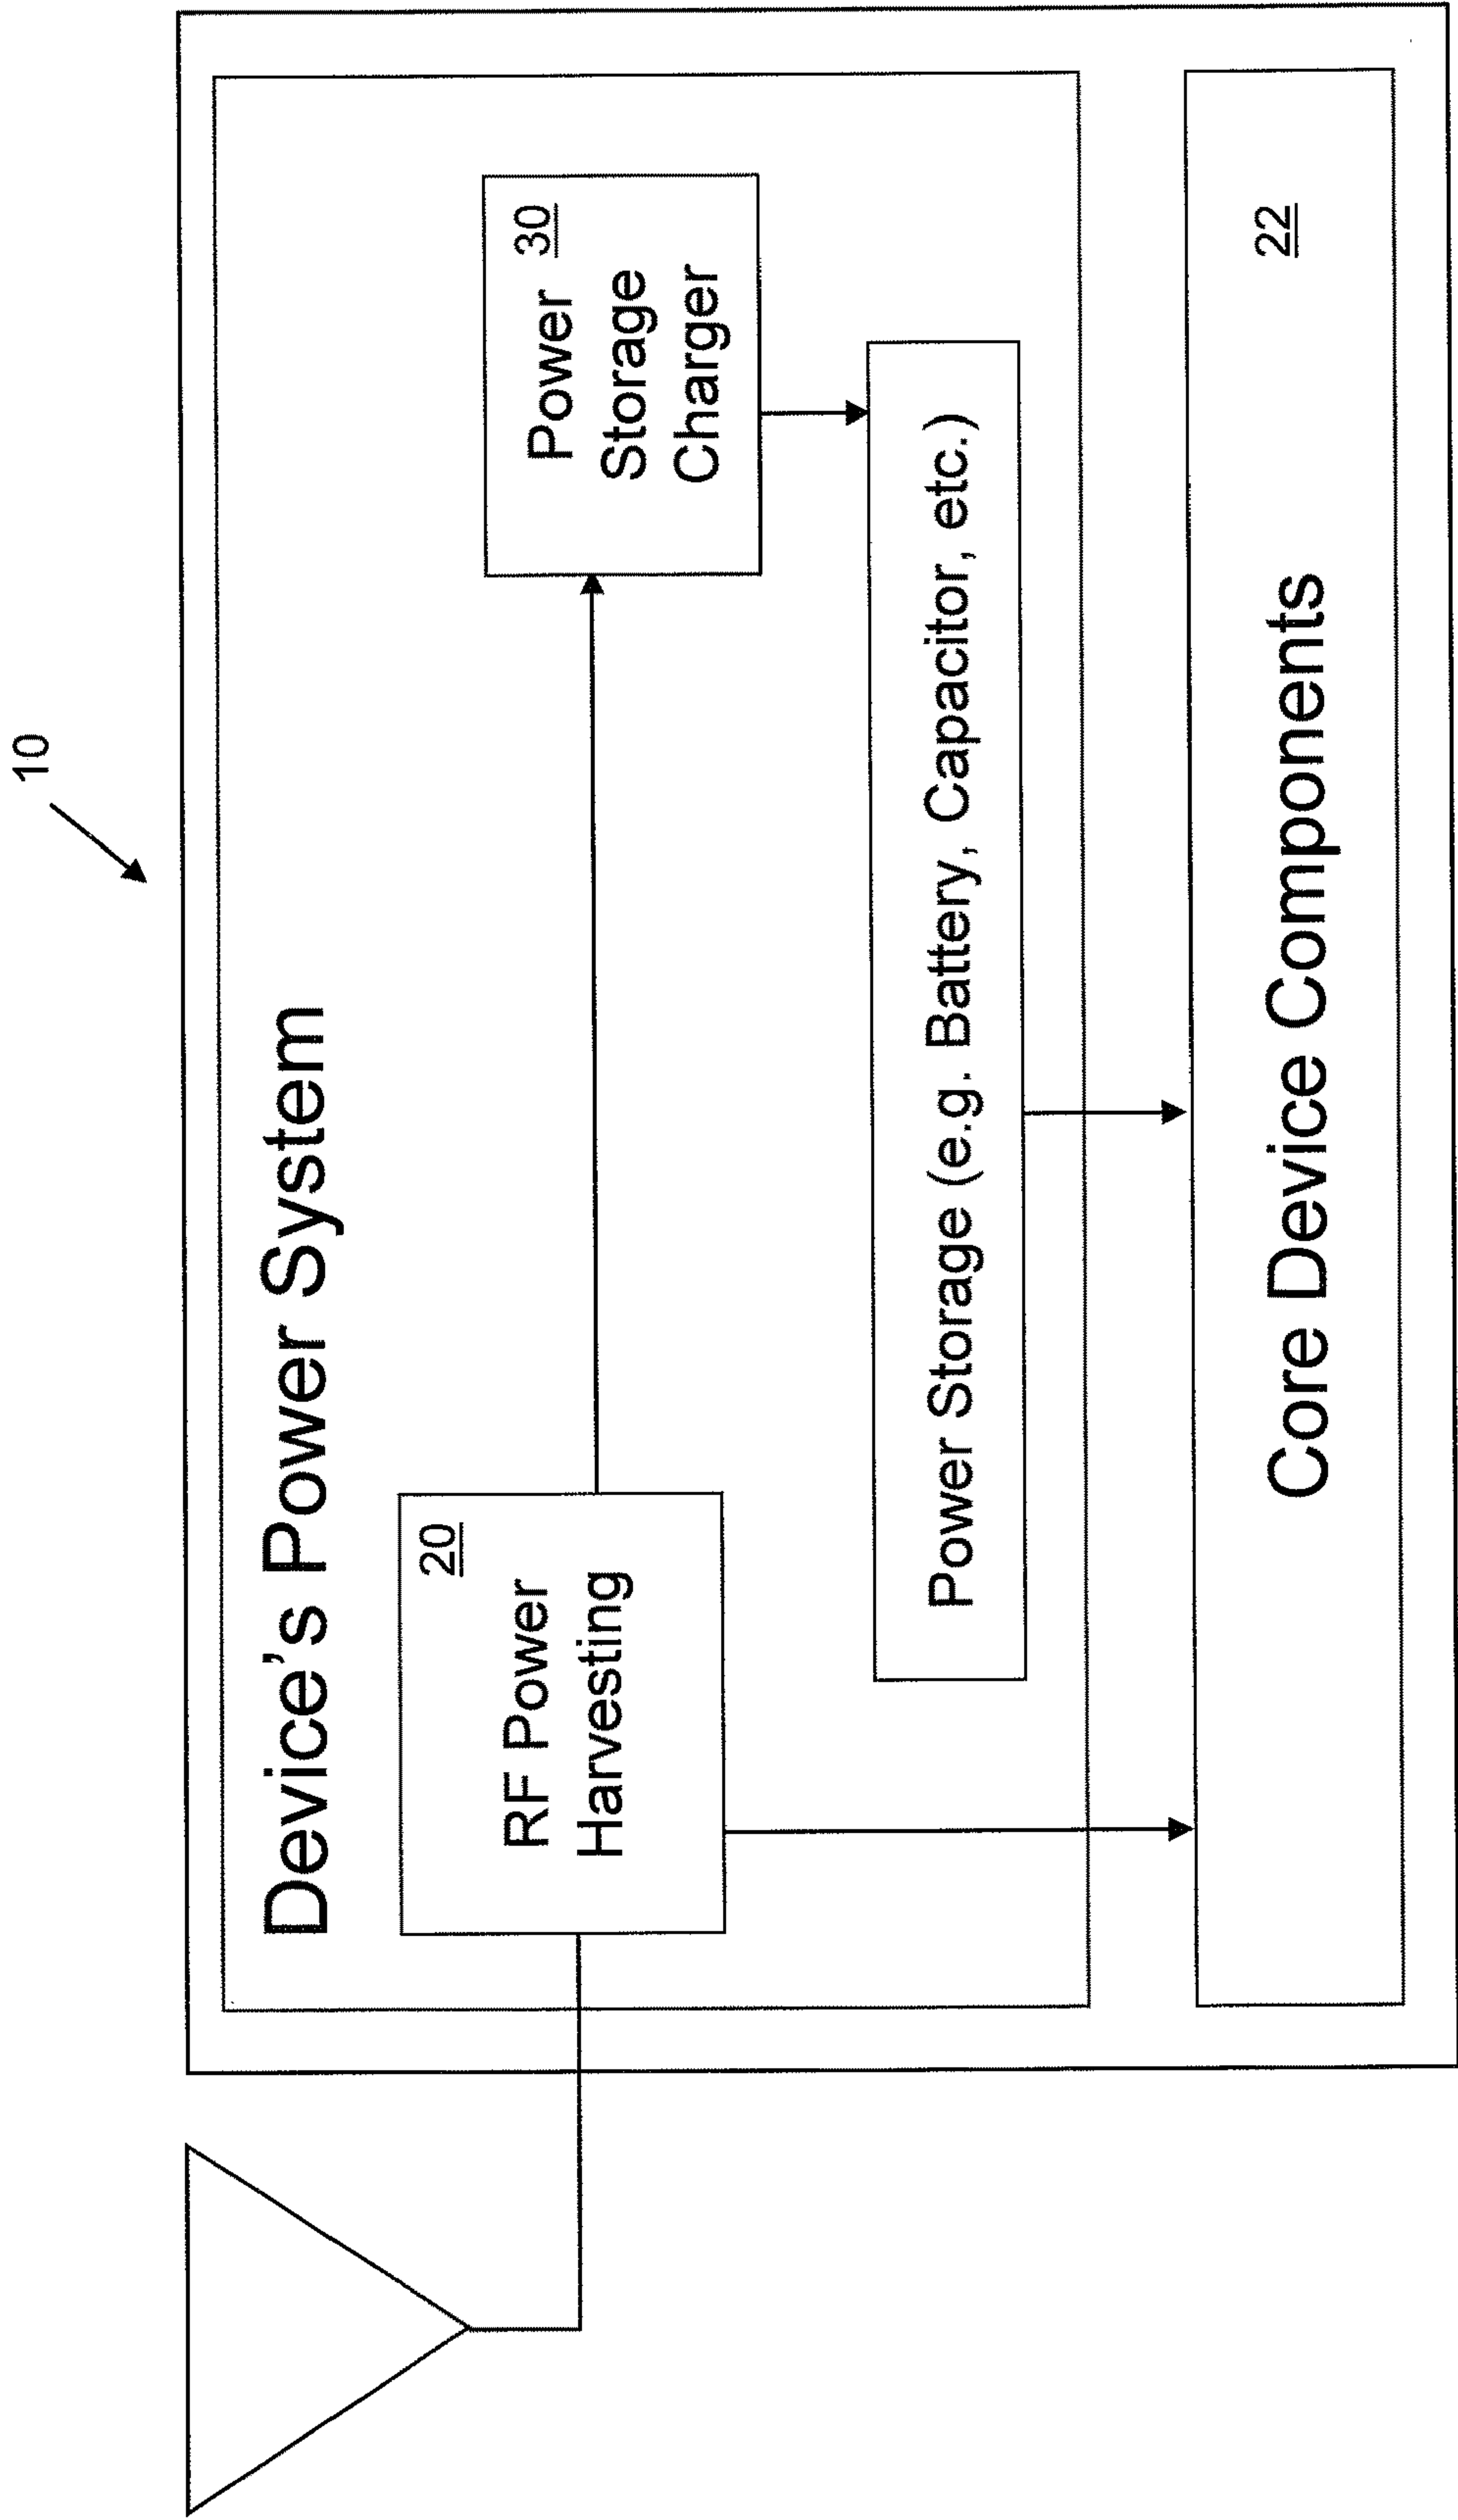 10
Device's Power System
20
RF Power
Harvesting
30
Power
Storage
Charger
Power Storage (e.g. Battery, Capacitor, etc.)
22
Core Device Components